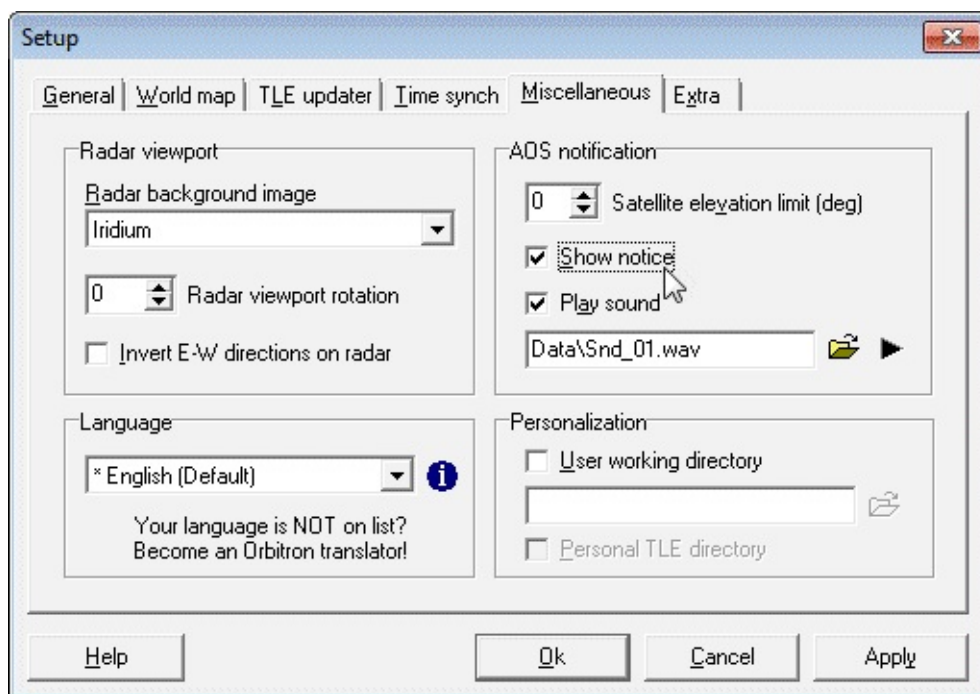 Setup
General
World map
TLE updater
Time synch
Miscellaneous
Extra
Radar viewport
Radar background image
Iridium
0
Radar viewport rotation
Invert E-W directions on radar
AOS notification
0
Satellite elevation limit (deg)
Show notice
Play sound
Data\Snd_01.wav
Language
* English (Default)
Your language is NOT on list?
Become an Orbitron translator!
Personalization
User working directory
Personal TLE directory
Help
Ok
Cancel
Apply